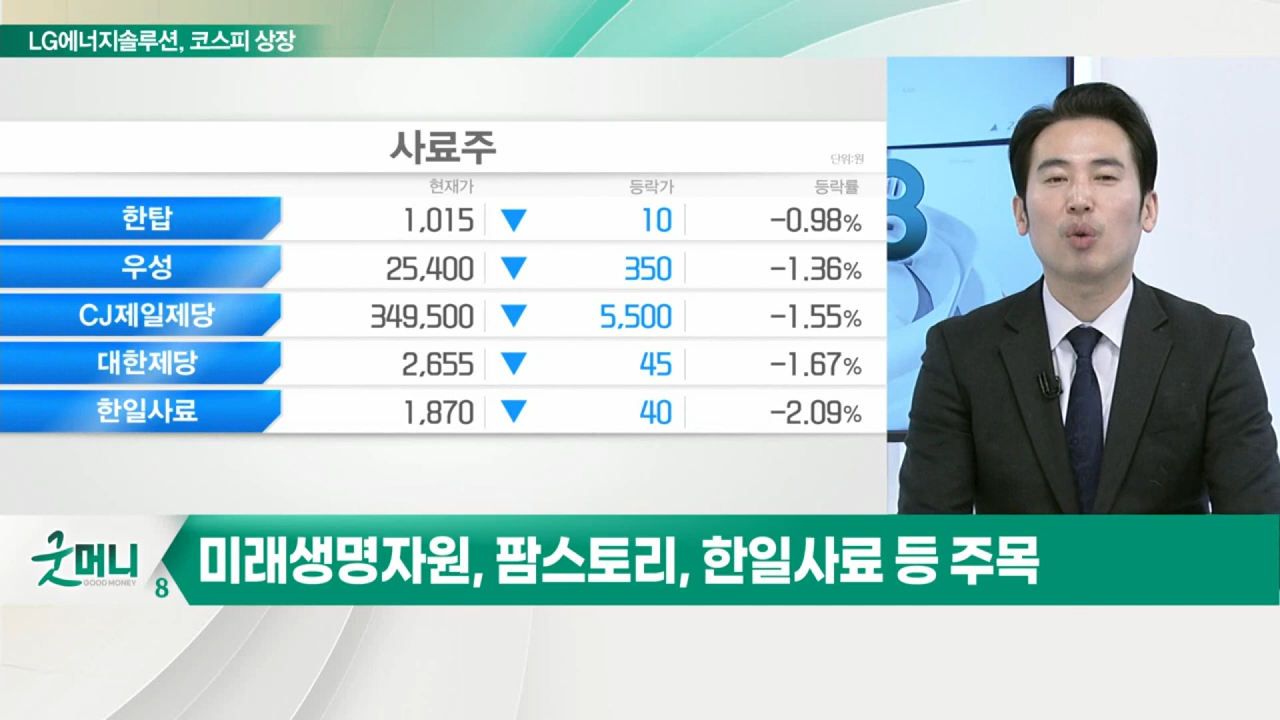 LG에너지솔루션, 코스피 상장
사료주
단위:원
현재가 등락가 등락률
한탑 1,015 ▼ 10 -0.98%
우성 25,400 ▼ 350 -1.36%
CJ제일제당 349,500 ▼ 5,500 -1.55%
대한제당 2,655 ▼ 45 -1.67%
한일사료 1,870 ▼ 40 -2.09%
8
굿머니
GOOD MONEY
8
미래생명자원, 팜스토리, 한일사료 등 주목